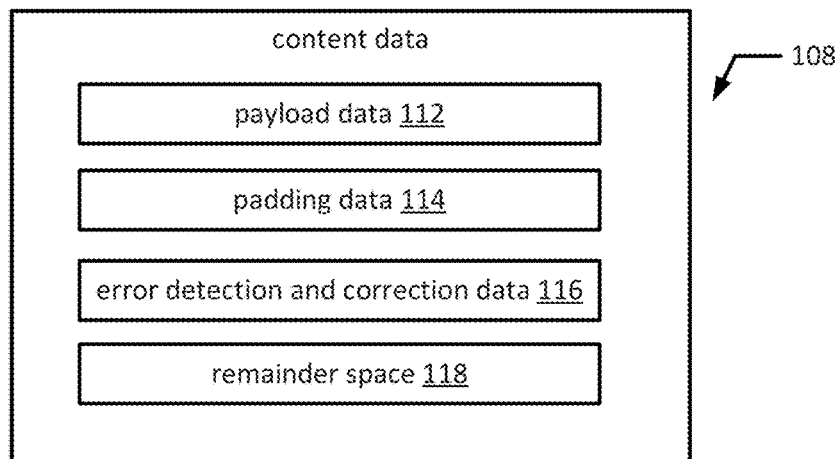 content data
108
payload data 112
padding data 114
error detection and correction data 116
remainder space 118